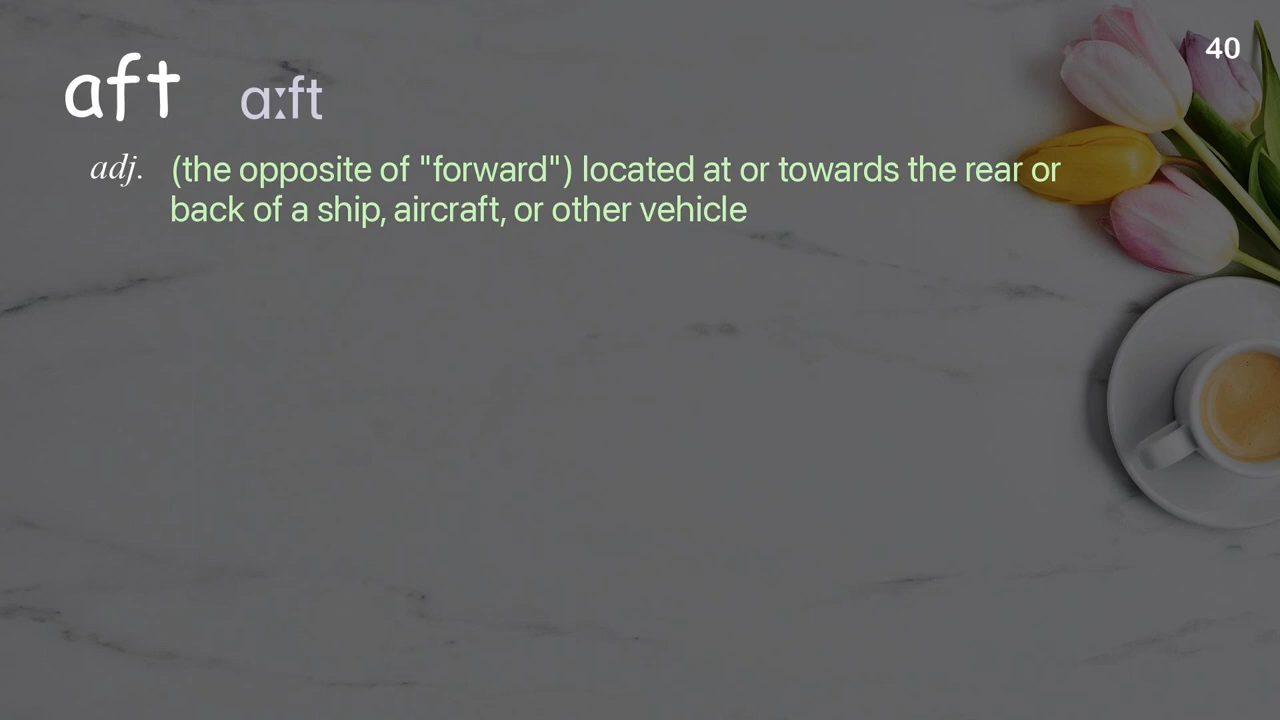 40
aft ɑːft
adj. (the opposite of "forward") located at or towards the rear or
back of a ship, aircraft, or other vehicle